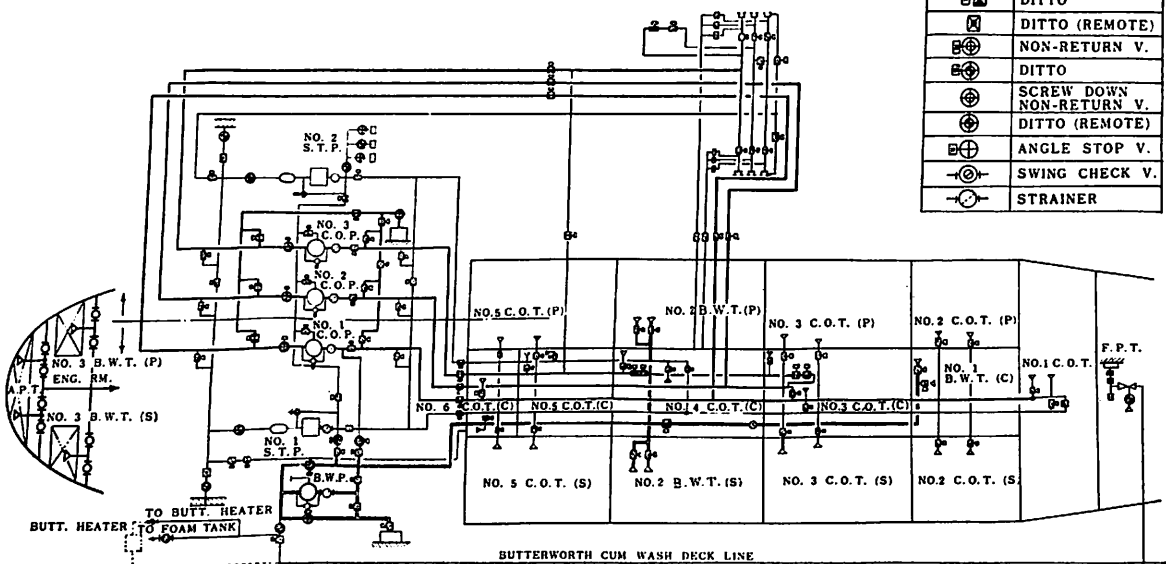 DITTO
DITTO (REMOTE)
NON-RETURN V.
DITTO
SCREW DOWN
NON-RETURN V.
DITTO (REMOTE)
ANGLE STOP V.
SWING CHECK V.
STRAINER
NO. 2
S.T.P.
NO. 3
C.O.P.
NO. 2
C.O.P.
NO. 1
C.O.P.
NO. 1
S.T.P.
B.W.P.
NO. 3 B.W.T. (P)
ENG. RM.
A.P.T.
NO. 3 B.W.T. (S)
NO.5 C.O.T. (P)
NO. 2 B.W.T. (P)
NO. 3 C.O.T. (P)
NO. 2 C.O.T. (P)
NO. 1
B.W.T. (C)
NO.1 C.O.T.
F.P.T.
NO. 6 C.O.T.(C)
NO.5 C.O.T.(C)
NO. 4 C.O.T.(C)
NO.3 C.O.T.(C)
NO. 5 C.O.T. (S)
NO.2 B.W.T. (S)
NO. 3 C.O.T. (S)
NO.2 C.O.T. (S)
TO BUTT. HEATER
BUTT. HEATER
TO FOAM TANK
BUTTERWORTH CUM WASH DECK LINE